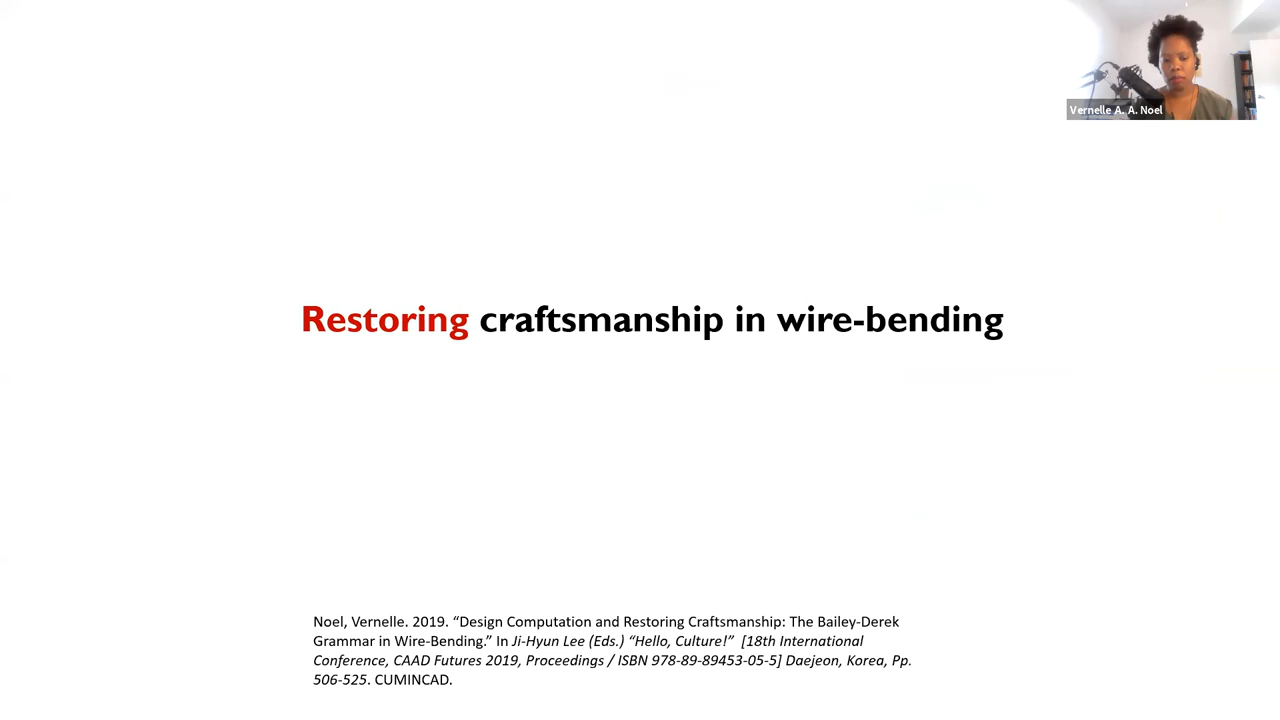 Vernelle A. A. Noel
Restoring craftsmanship in wire-bending
Noel, Vernelle. 2019. “Design Computation and Restoring Craftsmanship: The Bailey-Derek
Grammar in Wire-Bending.” In Ji-Hyun Lee (Eds.) “Hello, Culture!” [18th International
Conference, CAAD Futures 2019, Proceedings / ISBN 978-89-89453-05-5] Daejeon, Korea, Pp.
506-525. CUMINCAD.